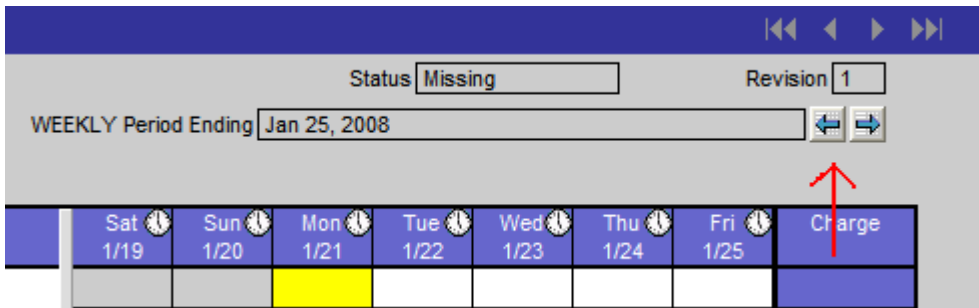 Status Missing Revision 1
WEEKLY Period Ending Jan 25, 2008
Sat Sun Mon Tue Wed Thu Fri Charge
1/19 1/20 1/21 1/22 1/23 1/24 1/25